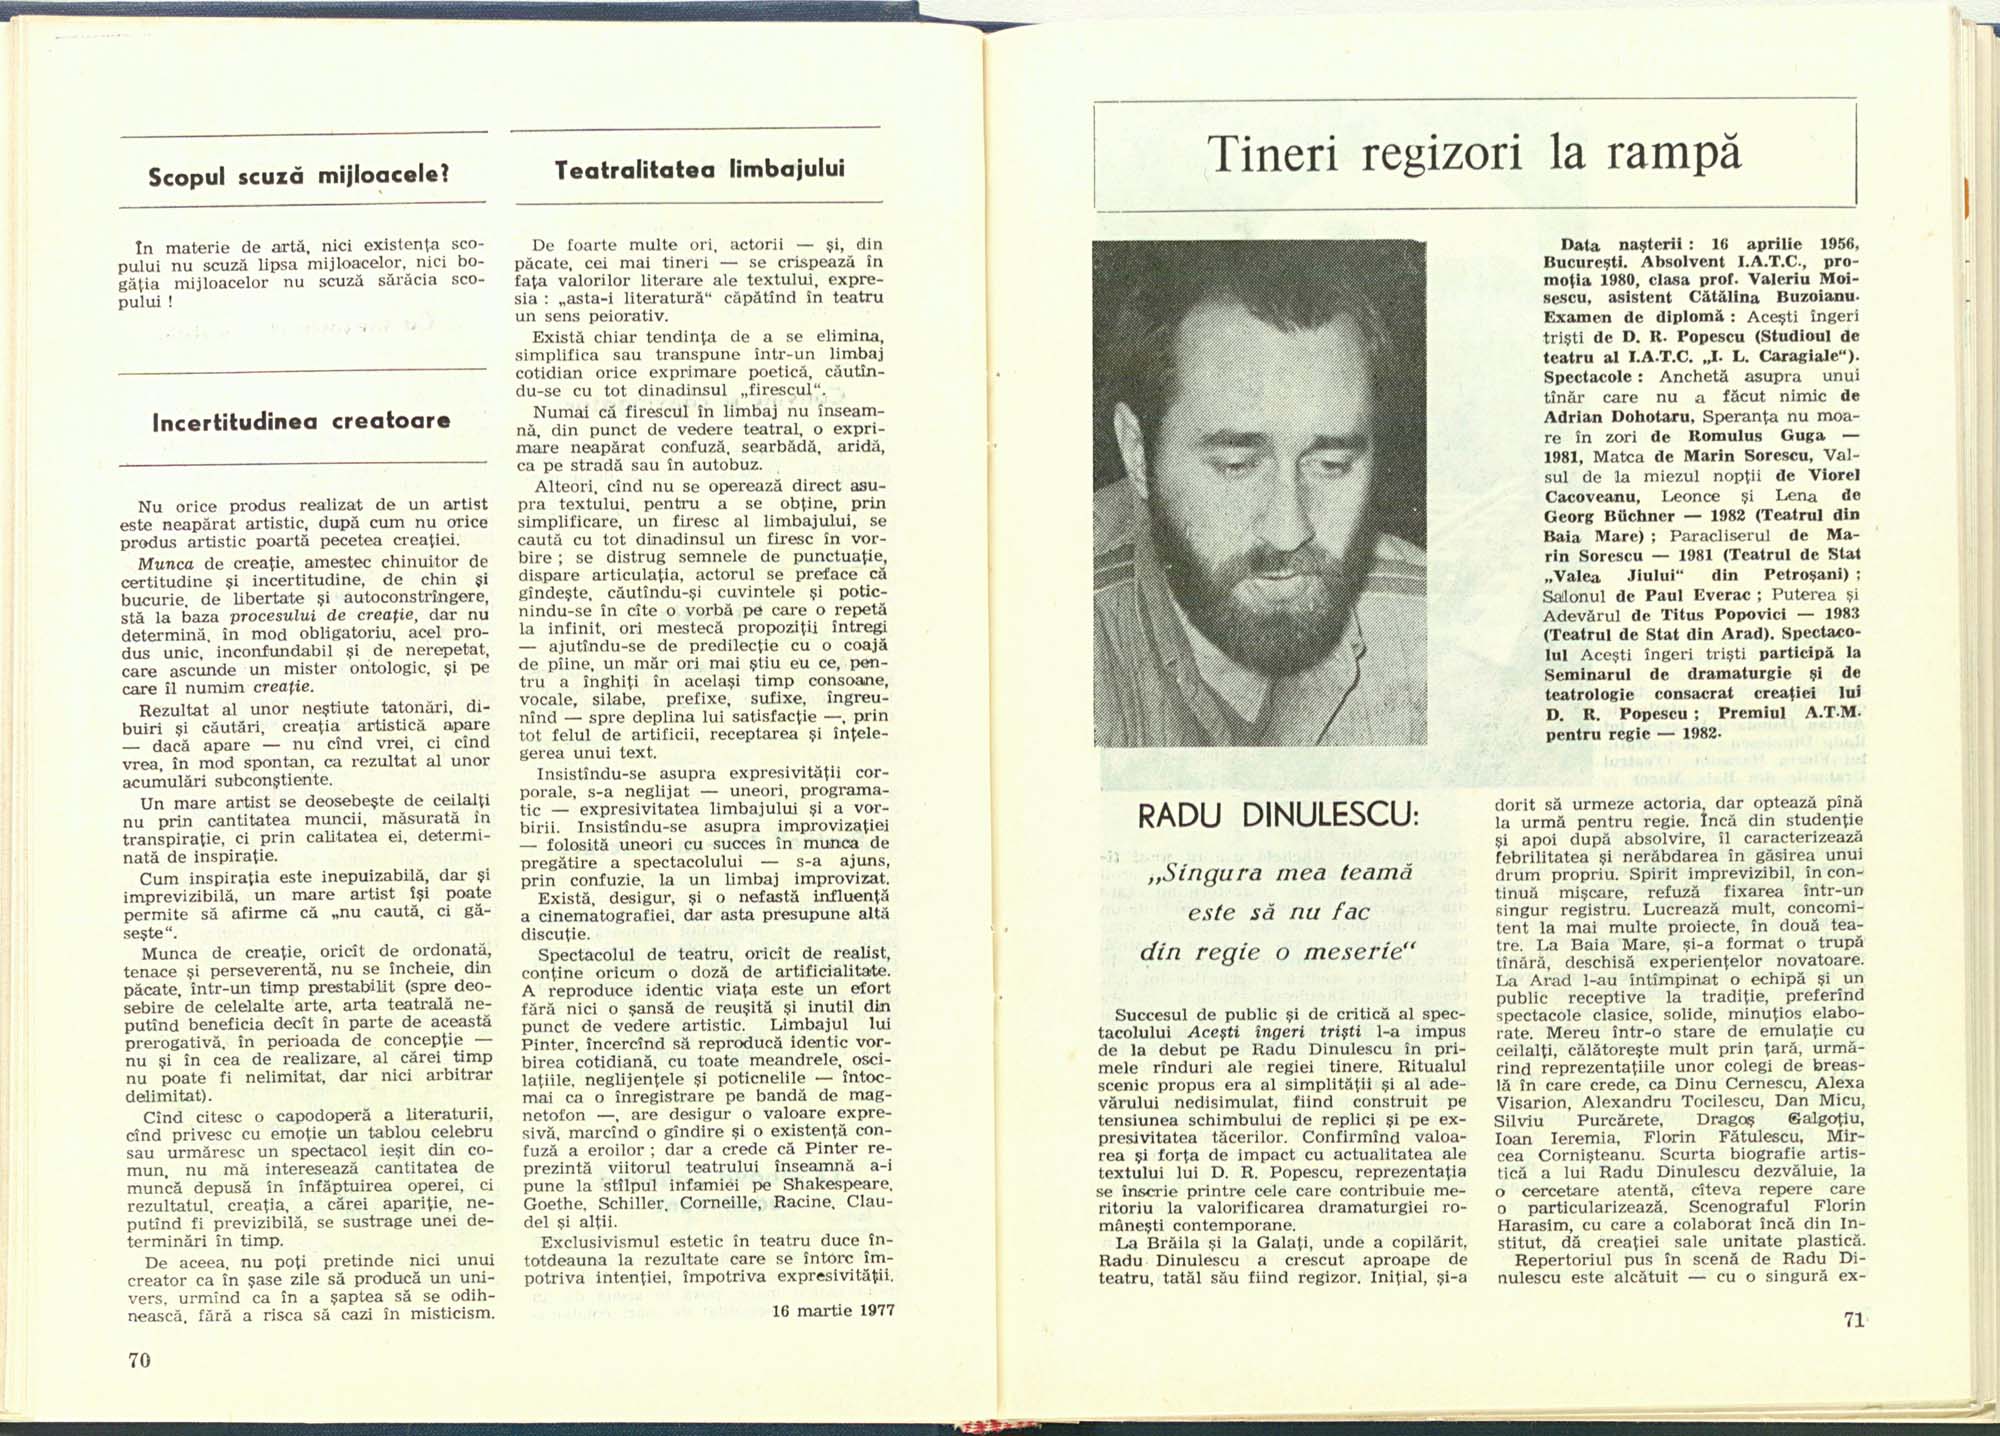 Scopul scuză mijloacele?
În materie de artă, nici existența sco-
pului nu scuză lipsa mijloacelor, nici bo-
găția mijloacelor nu scuză sărăcia sco-
pului !
Incertitudinea creatoare
Nu orice produs realizat de un artist
este neapărat artistic, după cum nu orice
produs artistic poartă pecetea creației.
Munca de creație, amestec chinuitor de
certitudine și incertitudine, de chin și
bucurie, de libertate și autoconstrîngere,
stă la baza procesului de creație, dar nu
determină, în mod obligatoriu, acel pro-
dus unic, inconfundabil și de nerepetat,
care ascunde un mister ontologic, și pe
care îl numim creație.
Rezultat al unor neștiute tatonări, di-
buiri și căutări, creația artistică apare
— dacă apare — nu cînd vrei, ci cînd
vrea, în mod spontan, ca rezultat al unor
acumulări subconștiente.
Un mare artist se deosebește de ceilalți
nu prin cantitatea muncii, măsurată în
transpirație, ci prin calitatea ei, determi-
nată de inspirație.
Cum inspirația este inepuizabilă, dar și
imprevizibilă, un mare artist își poate
permite să afirme că „nu caută, ci gă-
sește“.
Munca de creație, oricît de ordonată,
tenace și perseverentă, nu se încheie, din
păcate, într-un timp prestabilit (spre deo-
sebire de celelalte arte, arta teatrală ne-
putînd beneficia decît în parte de această
prerogativă, în perioada de concepție —
nu și în cea de realizare, al cărei timp
nu poate fi nelimitat, dar nici arbitrar
delimitat).
Cînd citesc o capodoperă a literaturii,
cînd privesc cu emoție un tablou celebru
sau urmăresc un spectacol ieșit din co-
mun, nu mă interesează cantitatea de
muncă depusă în înfăptuirea operei, ci
rezultatul, creația, a cărei apariție, ne-
putînd fi previzibilă, se sustrage unei de-
terminări în timp.
De aceea, nu poți pretinde nici unui
creator ca în șase zile să producă un uni-
vers, urmînd ca în a șaptea să se odih-
nească, fără a risca să cazi în misticism.
70
Teatralitatea limbajului
De foarte multe ori, actorii — și, din
păcate, cei mai tineri — se crispează în
fața valorilor literare ale textului, expre-
sia : „asta-i literatură“ căpătînd în teatru
un sens peiorativ.
Există chiar tendința de a se elimina,
simplifica sau transpune într-un limbaj
cotidian orice exprimare poetică, căutîn-
du-se cu tot dinadinsul „firescul“.
Numai că firescul în limbaj nu înseam-
nă, din punct de vedere teatral, o expri-
mare neapărat confuză, searbădă, aridă,
ca pe stradă sau în autobuz.
Alteori, cînd nu se operează direct asu-
pra textului, pentru a se obține, prin
simplificare, un firesc al limbajului, se
caută cu tot dinadinsul un firesc în vor-
bire ; se distrug semnele de punctuație,
dispare articulația, actorul se preface că
gîndește, căutîndu-și cuvintele și potic-
nindu-se în cîte o vorbă pe care o repetă
la infinit, ori mestecă propoziții întregi
— ajutîndu-se de predilecție cu o coajă
de pîine, un măr ori mai știu eu ce, pen-
tru a înghiți în același timp consoane,
vocale, silabe, prefixe, sufixe, îngreu-
nînd — spre deplina lui satisfacție —, prin
tot felul de artificii, receptarea și înțele-
gerea unui text.
Insistîndu-se asupra expresivității cor-
porale, s-a neglijat — uneori, programa-
tic — expresivitatea limbajului și a vor-
birii. Insistîndu-se asupra improvizației
— folosită uneori cu succes în munca de
pregătire a spectacolului — s-a ajuns,
prin confuzie, la un limbaj improvizat.
Există, desigur, și o nefastă influență
a cinematografiei, dar asta presupune altă
discuție.
Spectacolul de teatru, oricît de realist,
conține oricum o doză de artificialitate.
A reproduce identic viața este un efort
fără nici o șansă de reușită și inutil din
punct de vedere artistic. Limbajul lui
Pinter, încercînd să reproducă identic vor-
birea cotidiană, cu toate meandrele, osci-
lațiile, neglijențele și poticnelile — întoc-
mai ca o înregistrare pe bandă de mag-
netofon —, are desigur o valoare expre-
sivă, marcînd o gîndire și o existență con-
fuză a eroilor ; dar a crede că Pinter re-
prezintă viitorul teatrului înseamnă a-i
pune la stîlpul infamiei pe Shakespeare,
Goethe, Schiller, Corneille, Racine, Clau-
del și alții.
Exclusivismul estetic în teatru duce în-
totdeauna la rezultate care se întorc îm-
potriva intenției, împotriva expresivității.
16 martie 1977
Tineri regizori la rampă
Data nașterii : 16 aprilie 1956,
București. Absolvent I.A.T.C., pro-
moția 1980, clasa prof. Valeriu Moi-
sescu, asistent Cătălina Buzoianu.
Examen de diplomă : Acești îngeri
triști de D. R. Popescu (Studioul de
teatru al I.A.T.C. „I. L. Caragiale“).
Spectacole : Anchetă asupra unui
tînăr care nu a făcut nimic de
Adrian Dohotaru, Speranța nu moa-
re în zori de Romulus Guga —
1981, Matca de Marin Sorescu, Val-
sul de la miezul nopții de Viorel
Cacoveanu, Leonce și Lena de
Georg Büchner — 1982 (Teatrul din
Baia Mare) ; Paracliserul de Ma-
rin Sorescu — 1981 (Teatrul de Stat
„Valea Jiului“ din Petroșani) ;
Salonul de Paul Everac ; Puterea și
Adevărul de Titus Popovici — 1983
(Teatrul de Stat din Arad). Spectaco-
lul Acești îngeri triști participă la
Seminarul de dramaturgie și de
teatrologie consacrat creației lui
D. R. Popescu ; Premiul A.T.M.
pentru regie — 1982.
RADU DINULESCU:
„Singura mea teamă
este să nu fac
din regie o meserie“
Succesul de public și de critică al spec-
tacolului Acești îngeri triști l-a impus
de la debut pe Radu Dinulescu în pri-
mele rînduri ale regiei tinere. Ritualul
scenic propus era al simplității și al ade-
vărului nedisimulat, fiind construit pe
tensiunea schimbului de replici și pe ex-
presivitatea tăcerilor. Confirmînd valoa-
rea și forța de impact cu actualitatea ale
textului lui D. R. Popescu, reprezentația
se înscrie printre cele care contribuie me-
ritoriu la valorificarea dramaturgiei ro-
mânești contemporane.
La Brăila și la Galați, unde a copilărit,
Radu Dinulescu a crescut aproape de
teatru, tatăl său fiind regizor. Inițial, și-a
dorit să urmeze actoria, dar optează pînă
la urmă pentru regie. Încă din studenție
și apoi după absolvire, îl caracterizează
febrilitatea și nerăbdarea în găsirea unui
drum propriu. Spirit imprevizibil, în con-
tinuă mișcare, refuză fixarea într-un
singur registru. Lucrează mult, concomi-
tent la mai multe proiecte, în două tea-
tre. La Baia Mare, și-a format o trupă
tînără, deschisă experiențelor novatoare.
La Arad l-au întîmpinat o echipă și un
public receptive la tradiție, preferînd
spectacole clasice, solide, minuțios elabo-
rate. Mereu într-o stare de emulație cu
ceilalți, călătorește mult prin țară, urmă-
rind reprezentațiile unor colegi de breas-
lă în care crede, ca Dinu Cernescu, Alexa
Visarion, Alexandru Tocilescu, Dan Micu,
Silviu Purcărete, Dragoș Galgoțiu,
Ioan Ieremia, Florin Fătulescu, Mir-
cea Cornișteanu. Scurta biografie artis-
tică a lui Radu Dinulescu dezvăluie, la
o cercetare atentă, cîteva repere care
o particularizează. Scenograful Florin
Harasim, cu care a colaborat încă din In-
stitut, dă creației sale unitate plastică.
Repertoriul pus în scenă de Radu Di-
nulescu este alcătuit — cu o singură ex-
71